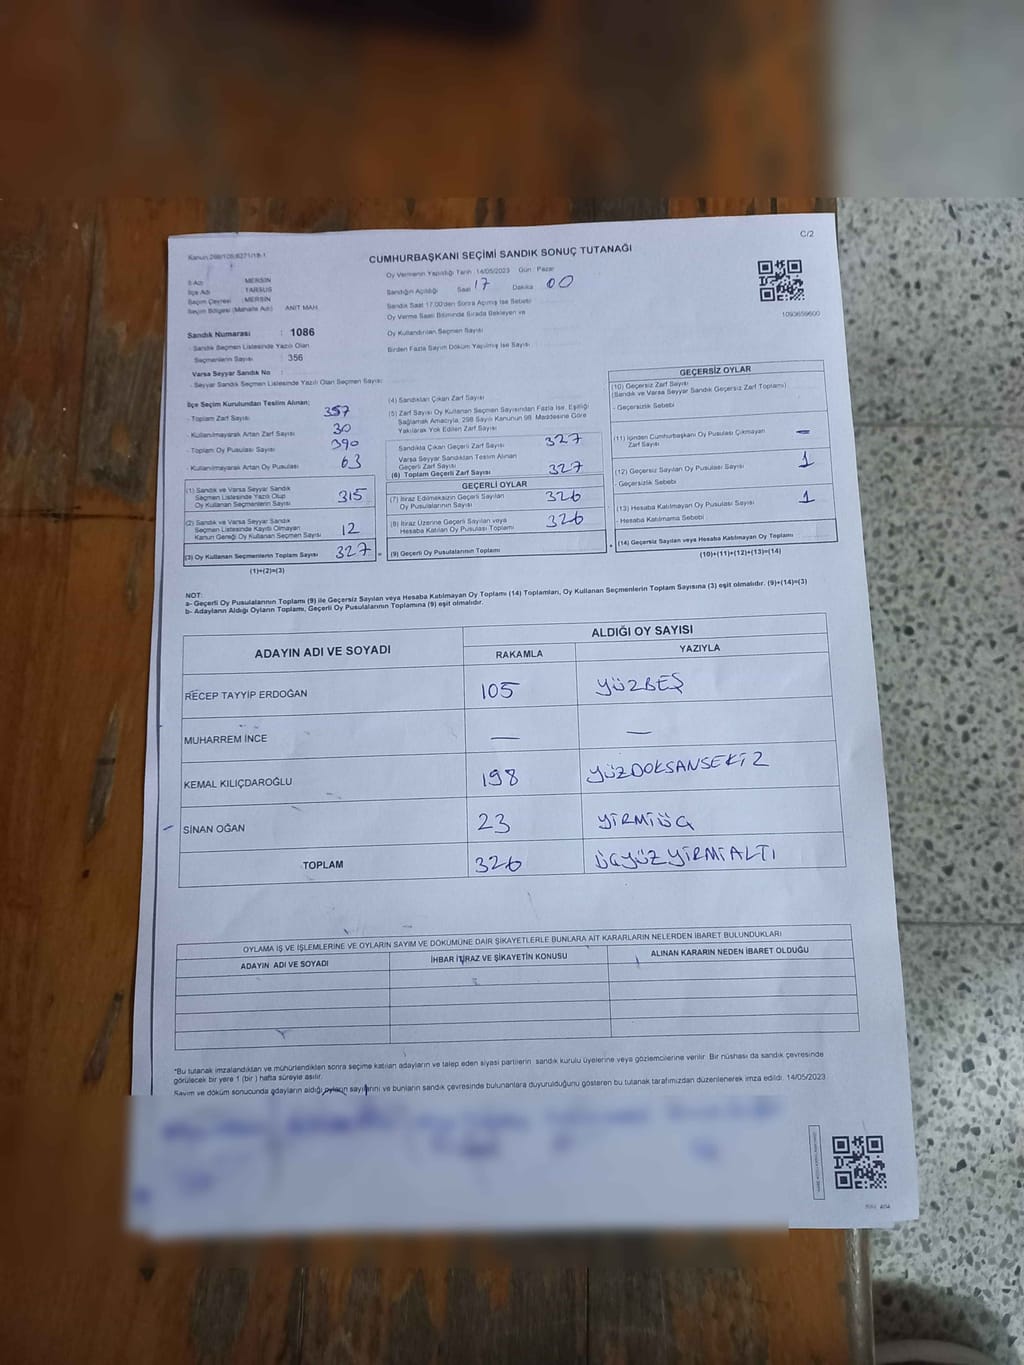 C/2
Kanun 298/106/6271/18-1
CUMHURBAŞKANI SEÇİMİ SANDIK SONUÇ TUTANAĞI
İl Adı : MERSİN
İlçe Adı : TARSUS
Seçim Çevresi : MERSİN
Seçim Bölgesi (Mahalle Adı) : ANIT MAH.
Oy Vermenin Yapıldığı Tarih : 14/05/2023 Gün : Pazar
Sandığın Açıldığı Saat 17 Dakika 00
Sandık Saat 17.00'den Sonra Açılmış İse Sebebi
Oy Verme Saati Bitiminde Sırada Bekleyen ve
Oy Kullandırılan Seçmen Sayısı
Birden Fazla Sayım Döküm Yapılmış İse Sayısı
1093659600
Sandık Numarası : 1086
- Sandık Seçmen Listesinde Yazılı Olan
Seçmenlerin Sayısı : 356
Varsa Seyyar Sandık No :
- Seyyar Sandık Seçmen Listesinde Yazılı Olan Seçmen Sayısı
İlçe Seçim Kurulundan Teslim Alınan;
- Toplam Zarf Sayısı 357
- Kullanılmayarak Artan Zarf Sayısı 30
- Toplam Oy Pusulası Sayısı 390
- Kullanılmayarak Artan Oy Pusulası 63
(1) Sandık ve Varsa Seyyar Sandık
Seçmen Listesinde Yazılı Olup
Oy Kullanan Seçmenlerin Sayısı 315
(2) Sandık ve Varsa Seyyar Sandık
Seçmen Listesinde Kayıtlı Olmayan
Kanun Gereği Oy Kullanan Seçmen Sayısı 12
(3) Oy Kullanan Seçmenlerin Toplam Sayısı 327 =
(1)+(2)=(3)
(4) Sandıktan Çıkan Zarf Sayısı
(5) Zarf Sayısı Oy Kullanan Seçmen Sayısından Fazla İse, Eşitliği
Sağlamak Amacıyla, 298 Sayılı Kanunun 98. Maddesine Göre
Yakılarak Yok Edilen Zarf Sayısı
Sandıkta Çıkan Geçerli Zarf Sayısı 327
Varsa Seyyar Sandıktan Teslim Alınan
Geçerli Zarf Sayısı
(6) Toplam Geçerli Zarf Sayısı 327
GEÇERLİ OYLAR
(7) İtiraz Edilmeksizin Geçerli Sayılan
Oy Pusulasının Sayısı 326
(8) İtiraz Üzerine Geçerli Sayılan veya
Hesaba Katılan Oy Pusulası Toplamı 326
(9) Geçerli Oy Pusulalarının Toplamı +
GEÇERSİZ OYLAR
(10) Geçersiz Zarf Sayısı
(Sandık ve Varsa Seyyar Sandık Geçersiz Zarf Toplamı)
- Geçersizlik Sebebi
(11) İçinden Cumhurbaşkanı Oy Pusulası Çıkmayan
Zarf Sayısı —
(12) Geçersiz Sayılan Oy Pusulası Sayısı 1
- Geçersizlik Sebebi
(13) Hesaba Katılmayan Oy Pusulası Sayısı 1
- Hesaba Katılmama Sebebi
(14) Geçersiz Sayılan veya Hesaba Katılmayan Oy Toplamı
(10)+(11)+(12)+(13)=(14)
NOT:
a- Geçerli Oy Pusulalarının Toplamı (9) ile Geçersiz Sayılan veya Hesaba Katılmayan Oy Toplamı (14) Toplamları, Oy Kullanan Seçmenlerin Toplam Sayısına (3) eşit olmalıdır. (9)+(14)=(3)
b- Adayların Aldığı Oyların Toplamı, Geçerli Oy Pusulalarının Toplamına (9) eşit olmalıdır.
ADAYIN ADI VE SOYADI ALDIĞI OY SAYISI
RAKAMLA YAZIYLA
RECEP TAYYİP ERDOĞAN 105 YÜZBEŞ
MUHARREM İNCE — —
KEMAL KILIÇDAROĞLU 198 YÜZDOKSANSEKİZ
SİNAN OĞAN 23 YİRMİÜÇ
TOPLAM 326 ÜÇYÜZYİRMİALTI
OYLAMA İŞ VE İŞLEMLERİNE VE OYLARIN SAYIM VE DÖKÜMÜNE DAİR ŞİKAYETLERLE BUNLARA AİT KARARLARIN NELERDEN İBARET BULUNDUKLARI
ADAYIN ADI VE SOYADI İHBAR İTİRAZ VE ŞİKAYETİN KONUSU ALINAN KARARIN NEDEN İBARET OLDUĞU
*Bu tutanak imzalandıktan ve mühürlendikten sonra seçime katılan adayların ve talep eden siyasi partilerin sandık kurulu üyelerine veya gözlemcilerine verilir. Bir nüshası da sandık çevresinde
görülecek bir yere 1 (bir) hafta süreyle asılır.
Sayım ve döküm sonucunda adayların aldığı oyların sayılarını ve bunların sandık çevresinde bulunanlara duyurulduğunu gösteren bu tutanak tarafımızdan düzenlenerek imza edildi. 14/05/2023